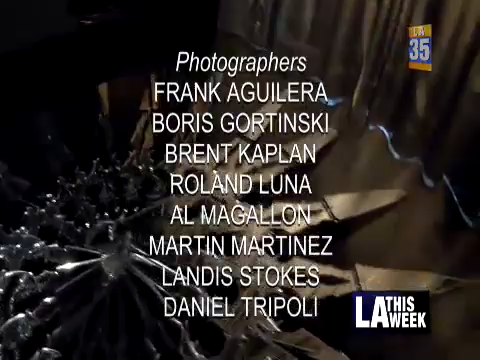 LA
35
Photographers
FRANK AGUILERA
BORIS GORTINSKI
BRENT KAPLAN
ROLAND LUNA
AL MAGALLON
MARTIN MARTINEZ
LANDIS STOKES
DANIEL TRIPOLI
LA THIS WEEK